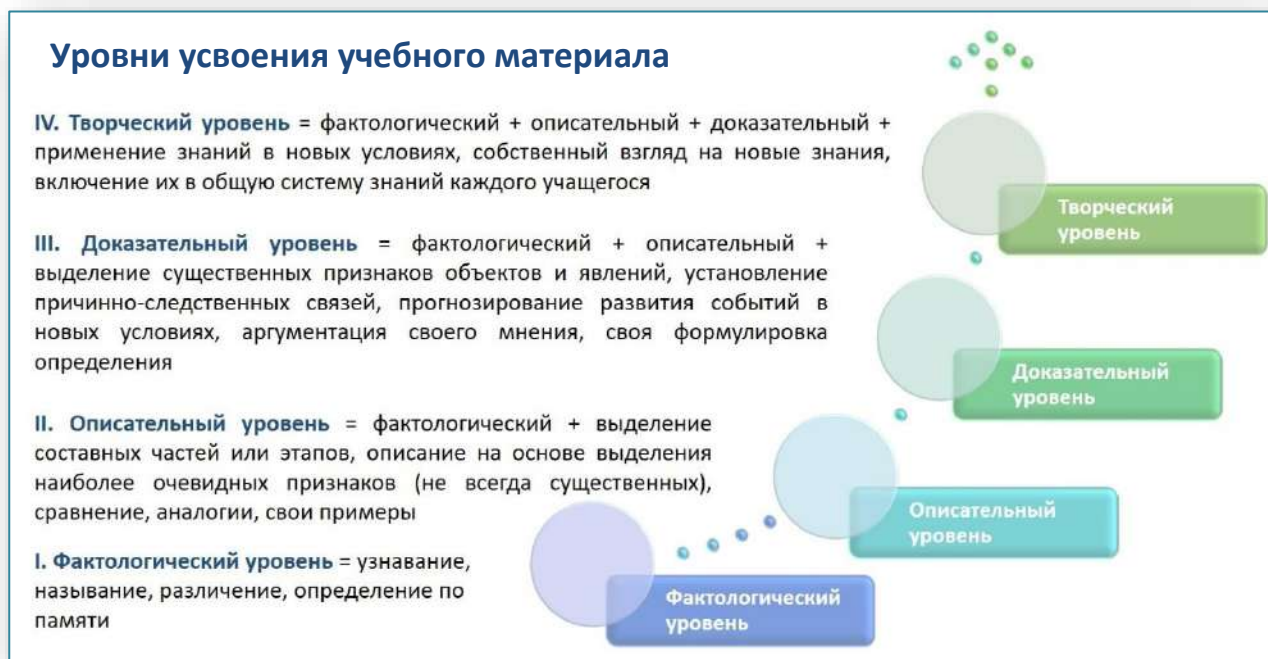 Уровни усвоения учебного материала
IV. Творческий уровень = фактологический + описательный + доказательный +
применение знаний в новых условиях, собственный взгляд на новые знания,
включение их в общую систему знаний каждого учащегося
III. Доказательный уровень = фактологический + описательный +
выделение существенных признаков объектов и явлений, установление
причинно-следственных связей, прогнозирование развития событий в
новых условиях, аргументация своего мнения, своя формулировка
определения
II. Описательный уровень = фактологический + выделение
составных частей или этапов, описание на основе выделения
наиболее очевидных признаков (не всегда существенных),
сравнение, аналогии, свои примеры
I. Фактологический уровень = узнавание,
называние, различение, определение по
памяти
Творческий
уровень
Доказательный
уровень
Описательный
уровень
Фактологический
уровень